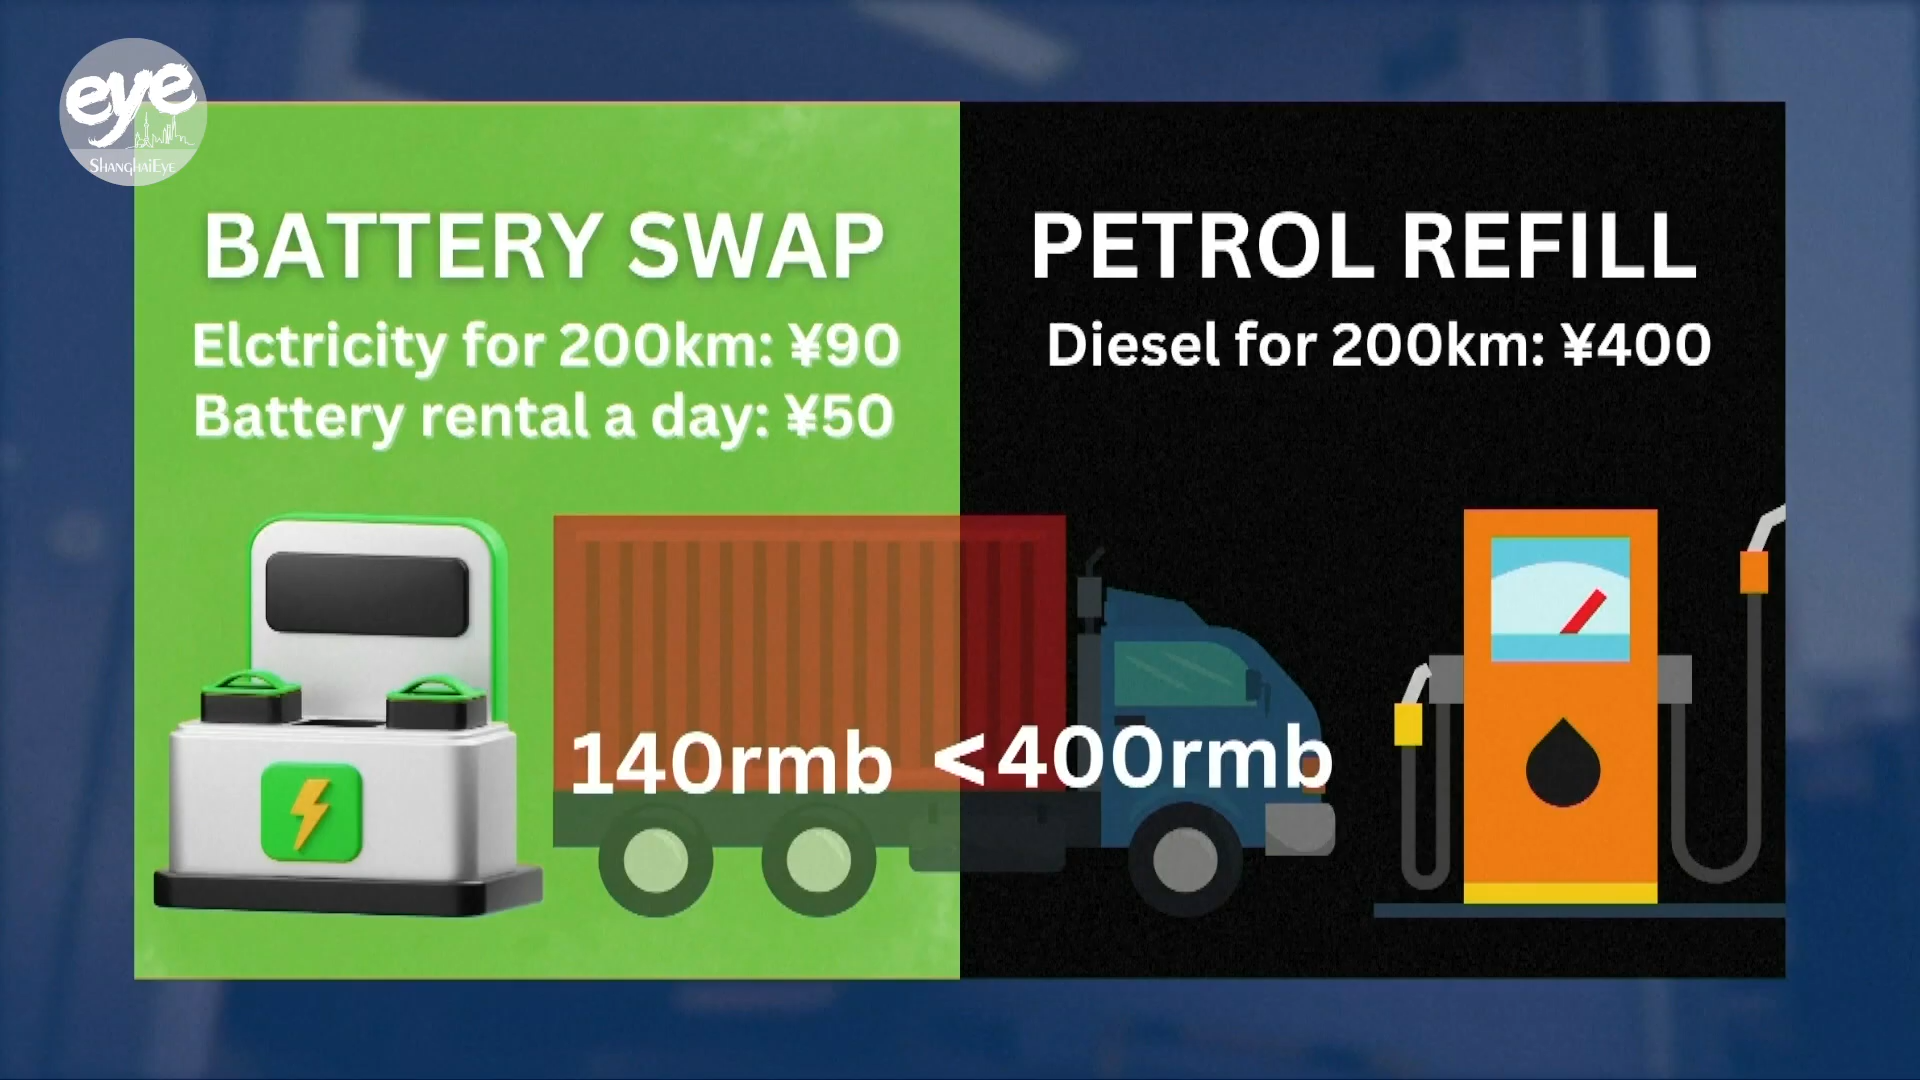 eye
ShanghaiEye
BATTERY SWAP
Elctricity for 200km: ¥90
Battery rental a day: ¥50
PETROL REFILL
Diesel for 200km: ¥400
140rmb <400rmb